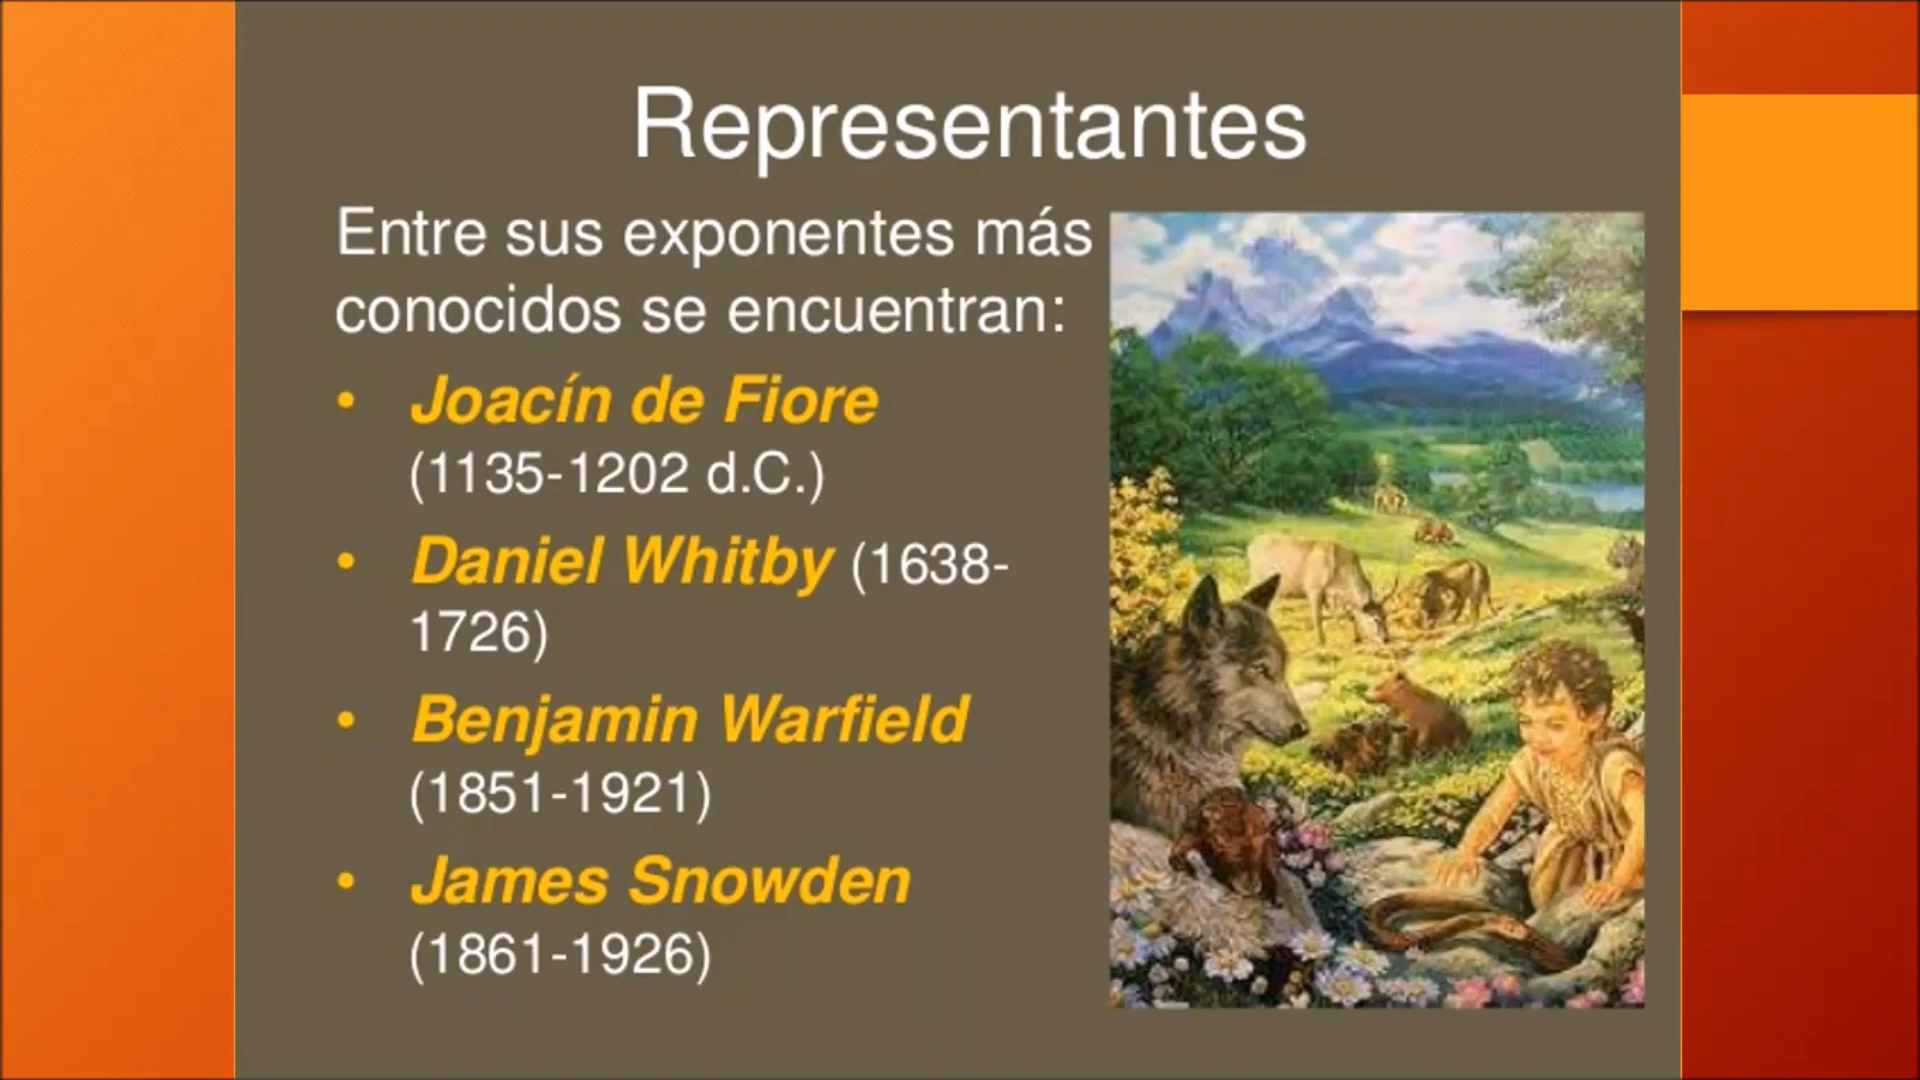 Representantes
Entre sus exponentes más
conocidos se encuentran:
• Joacín de Fiore
(1135-1202 d.C.)
• Daniel Whitby (1638-
1726)
• Benjamin Warfield
(1851-1921)
• James Snowden
(1861-1926)